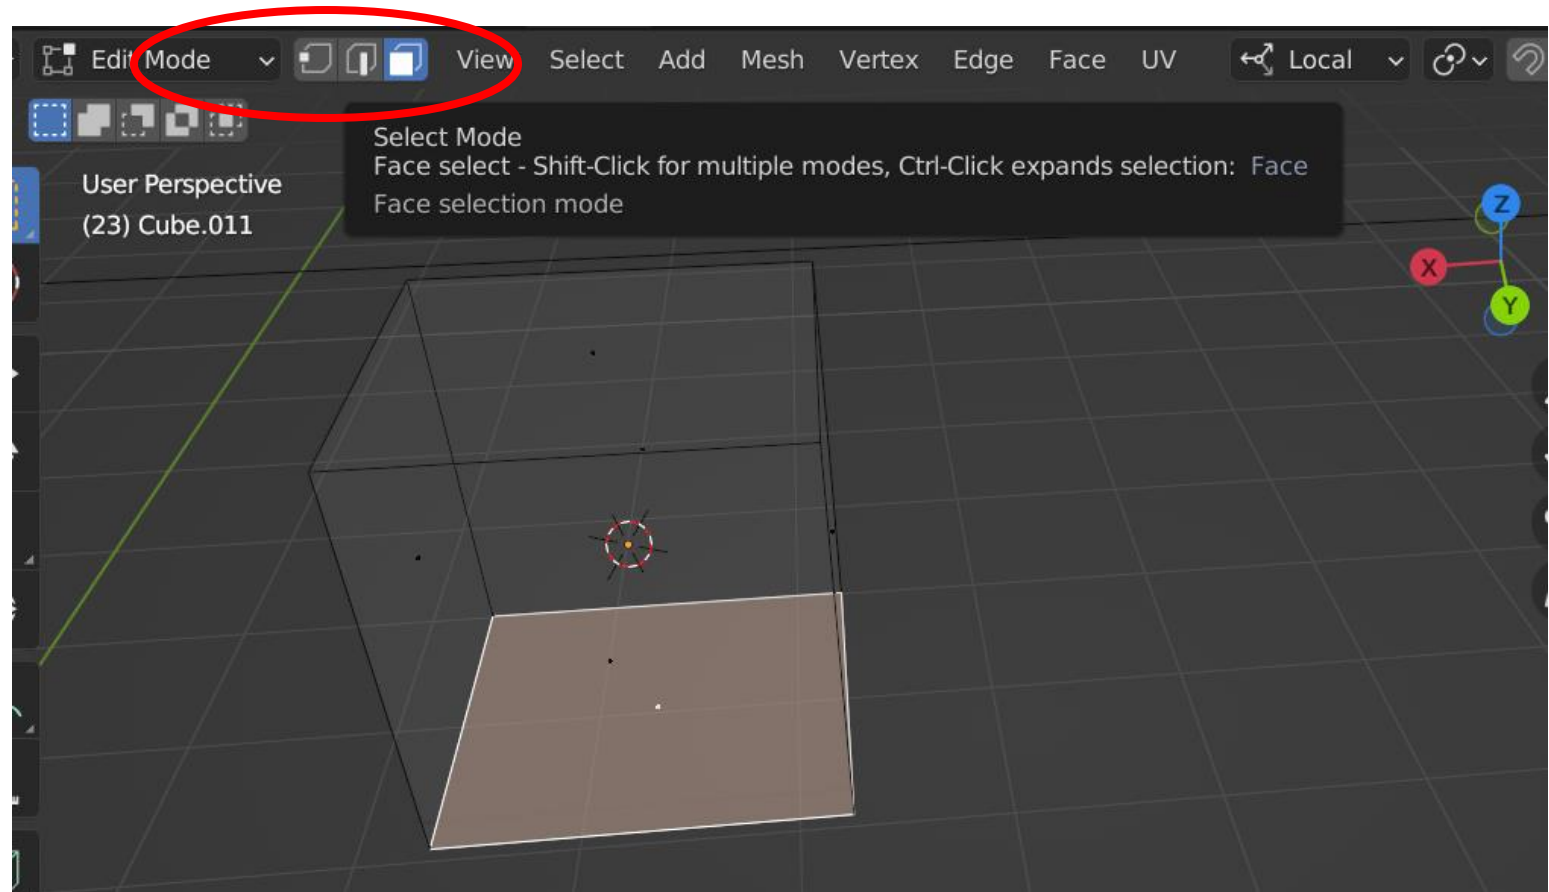 Edit Mode View Select Add Mesh Vertex Edge Face UV Local
Select Mode
Face select - Shift-Click for multiple modes, Ctrl-Click expands selection: Face
Face selection mode
User Perspective
(23) Cube.011
Z
X
Y